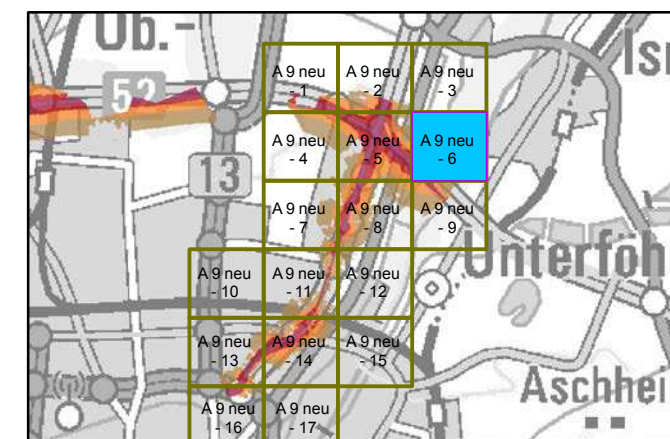 Ob.-
Isi
52
13
A 9 neu
- 1
A 9 neu
- 2
A 9 neu
- 3
A 9 neu
- 4
A 9 neu
- 5
A 9 neu
- 6
A 9 neu
- 7
A 9 neu
- 8
A 9 neu
- 9
Unterföh
A 9 neu
- 10
A 9 neu
- 11
A 9 neu
- 12
A 9 neu
- 13
A 9 neu
- 14
A 9 neu
- 15
Aschhei
A 9 neu
- 16
A 9 neu
- 17